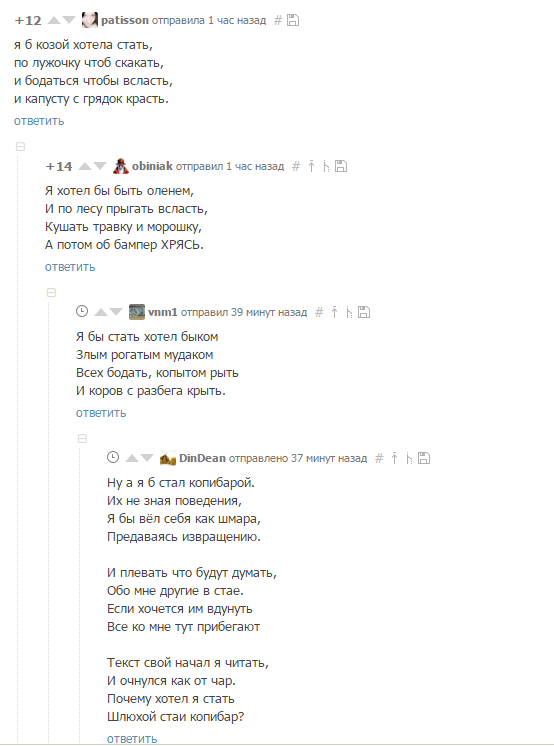 +12 patisson отправила 1 час назад #
я б козой хотела стать,
по лужочку чтоб скакать,
и бодаться чтобы всласть,
и капусту с грядок красть.
ответить
+14 obiniak отправил 1 час назад #
Я хотел бы быть оленем,
И по лесу прыгать всласть,
Кушать травку и морошку,
А потом об бампер ХРЯСЬ.
ответить
vnm1 отправил 39 минут назад #
Я бы стать хотел быком
Злым рогатым мудаком
Всех бодать, копытом рыть
И коров с разбега крыть.
ответить
DinDean отправлено 37 минут назад #
Ну а я б стал копибарой.
Их не зная поведения,
Я бы вёл себя как шмара,
Предаваясь извращению.
И плевать что будут думать,
Обо мне другие в стае.
Если хочется им вдунуть
Все ко мне тут прибегают
Текст свой начал я читать,
И очнулся как от чар.
Почему хотел я стать
Шлюхой стаи копибар?
ответить